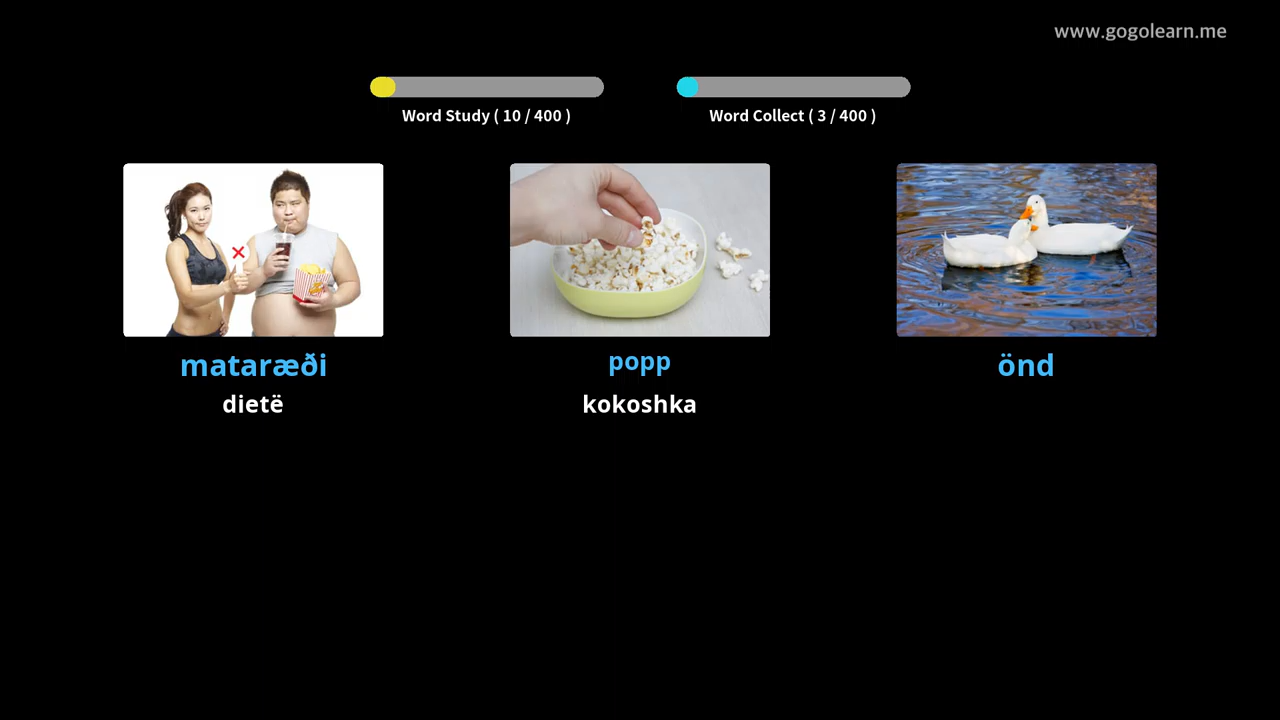 www.gogolearn.me
Word Study ( 10 / 400 )
Word Collect ( 3 / 400 )
mataræði
popp
önd
dietë
kokoshka